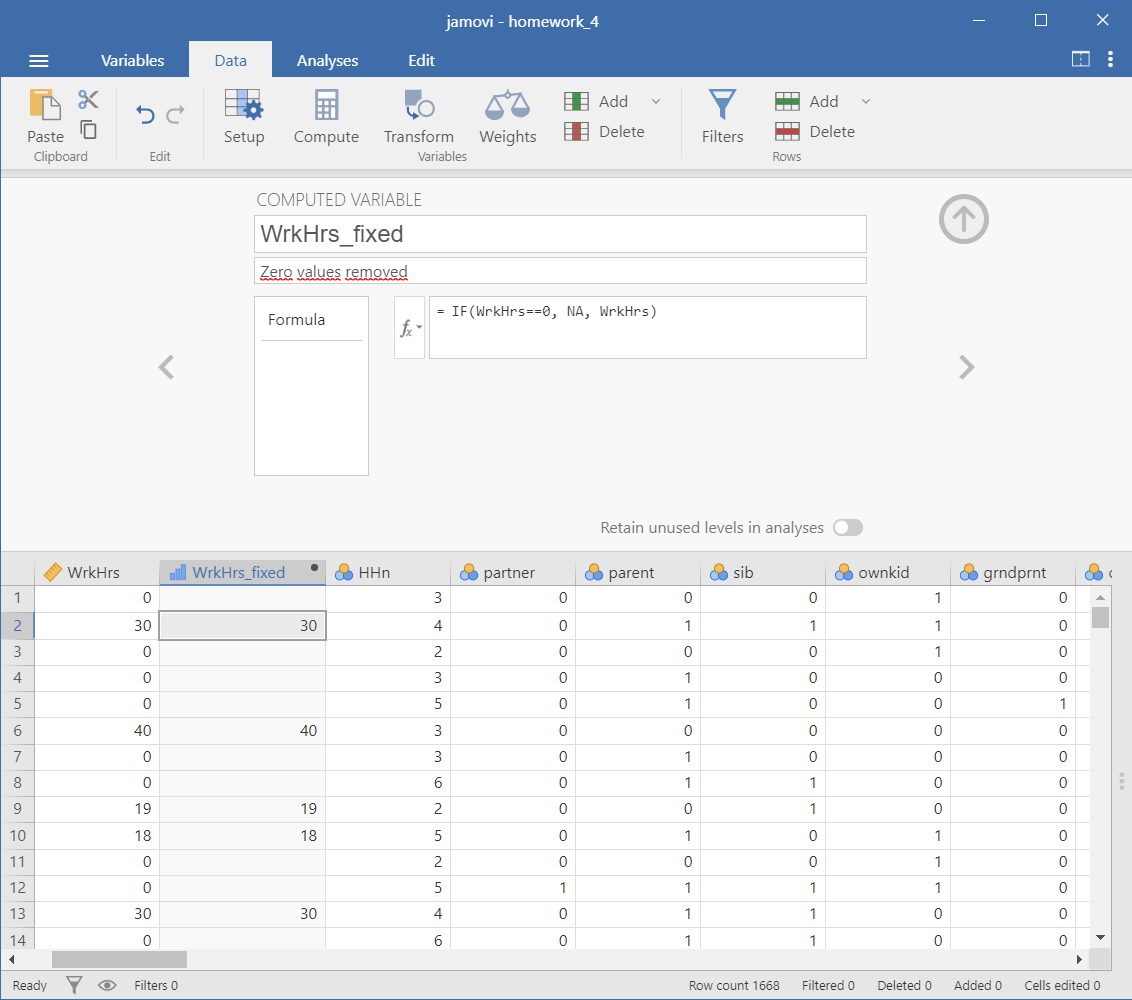 jamovi - homework_4
Variables Data Analyses Edit
Paste Setup Compute Transform Weights Add Delete Filters Add Delete
Clipboard Edit Variables Rows
COMPUTED VARIABLE
WrkHrs_fixed
Zero values removed
Formula
fx = IF(WrkHrs==0, NA, WrkHrs)
Retain unused levels in analyses
WrkHrs WrkHrs_fixed HHn partner parent sib ownkid grndprnt
1 0 3 0 0 0 1 0
2 30 30 4 0 1 1 1 0
3 0 2 0 0 0 1 0
4 0 3 0 1 0 0 0
5 0 5 0 1 0 0 1
6 40 40 3 0 0 0 0 0
7 0 3 0 1 0 0 0
8 0 6 0 1 1 0 0
9 19 19 2 0 0 1 0 0
10 18 18 5 0 1 0 1 0
11 0 2 0 0 0 1 0
12 0 5 1 1 1 1 0
13 30 30 4 0 1 1 0 0
14 0 6 0 1 1 0 0
Ready Filters 0 Row count 1668 Filtered 0 Deleted 0 Added 0 Cells edited 0